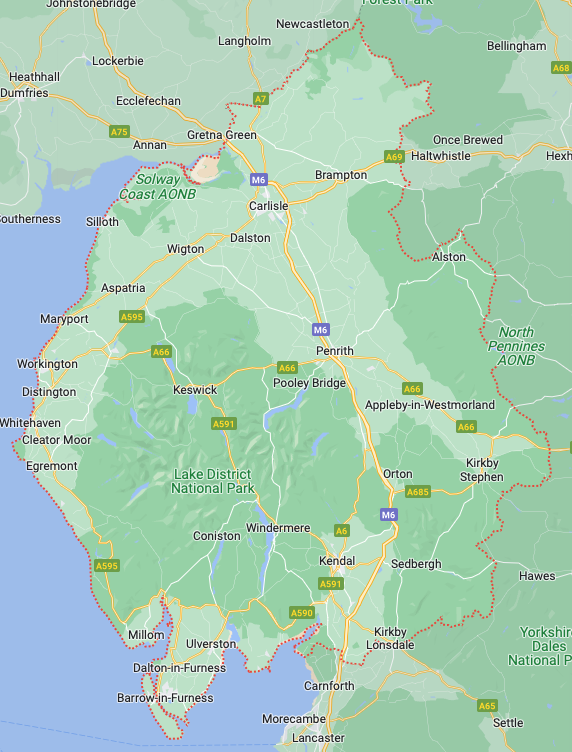 Johnstonebridge
Forest Park
Newcastleton
Langholm
Bellingham
Lockerbie
A68
Heathhall
Dumfries
Ecclefechan
A7
A75
Gretna Green
Annan
Once Brewed
A69
Haltwhistle
Hexh
Solway
Coast AONB
M6
Brampton
Carlisle
Southerness
Silloth
Dalston
Wigton
Alston
Aspatria
A595
Maryport
M6
North
Pennines
AONB
A66
Penrith
Workington
A66
Pooley Bridge
Distington
Keswick
A66
Appleby-in-Westmorland
Whitehaven
A591
A66
Cleator Moor
Egremont
Kirkby
Stephen
Lake District
National Park
Orton
A685
M6
Windermere
Coniston
A6
Kendal
A595
Sedbergh
Hawes
A591
A590
Millom
Ulverston
Kirkby
Lonsdale
Yorkshire
Dales
National P
Dalton-in-Furness
Carnforth
Barrow-in-Furness
A65
Morecambe
Settle
Lancaster